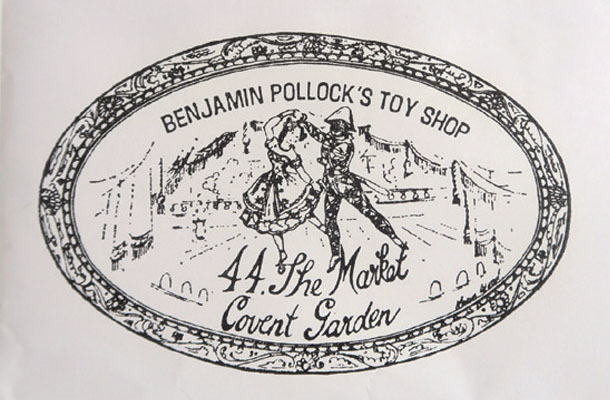 BENJAMIN POLLOCK'S TOY SHOP
44. The Market
Covent Garden